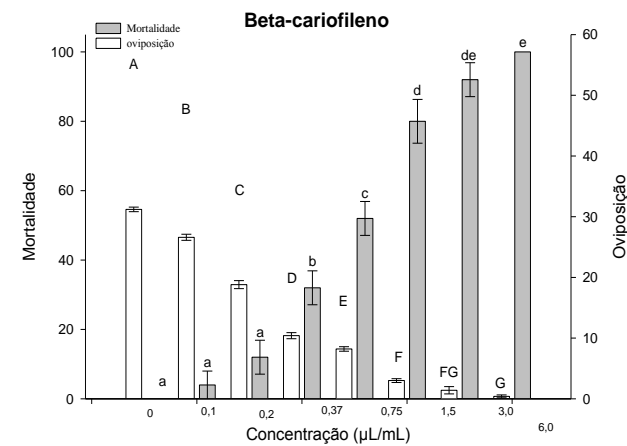 Beta-cariofileno
Mortalidade
oviposição
100
80
60
40
20
0
Mortalidade
60
50
40
30
20
10
0
Oviposição
A
B
C
D
E
F
FG
G
a
a
a
b
c
d
de
e
0
0,1
0,2
0,37
0,75
1,5
3,0
6,0
Concentração (µL/mL)